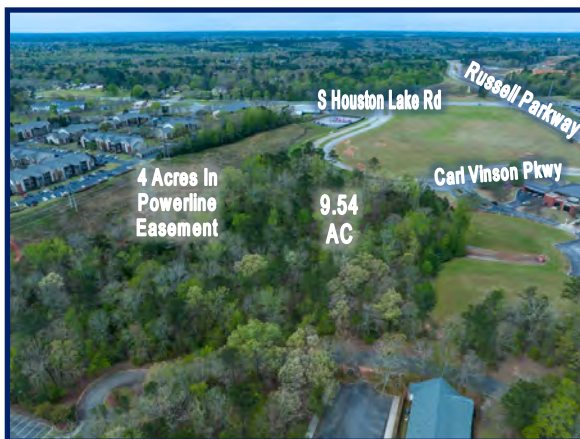 Russell Parkway
S Houston Lake Rd
Carl Vinson Pkwy
4 Acres In
Powerline
Easement
9.54
AC